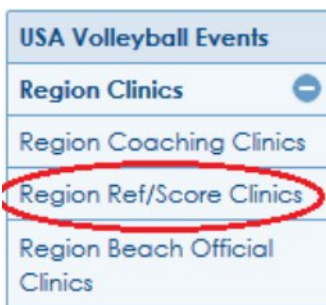 USA Volleyball Events
Region Clinics
Region Coaching Clinics
Region Ref/Score Clinics
Region Beach Official
Clinics